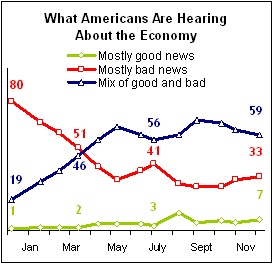 What Americans Are Hearing
About the Economy
Mostly good news
Mostly bad news
Mix of good and bad
80
59
56
51
46
41
33
19
7
1
2
3
Jan Mar May July Sept Nov